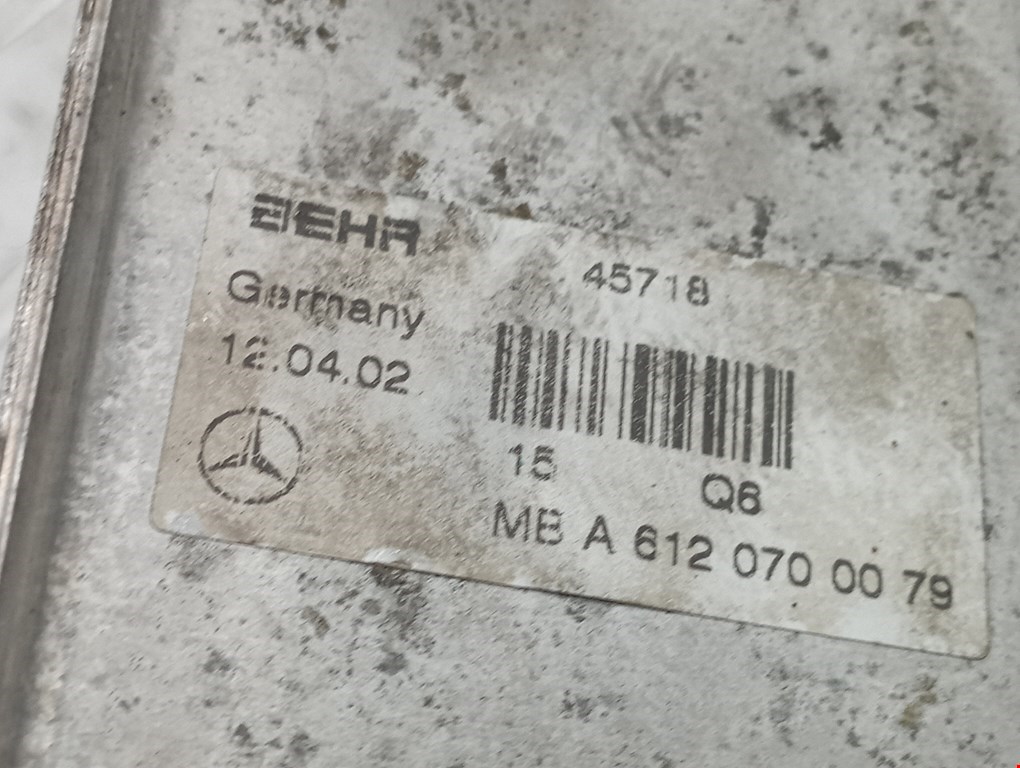 BEHR
45718
Germany
12.04.02
15 Q6
MB A 612 070 00 79